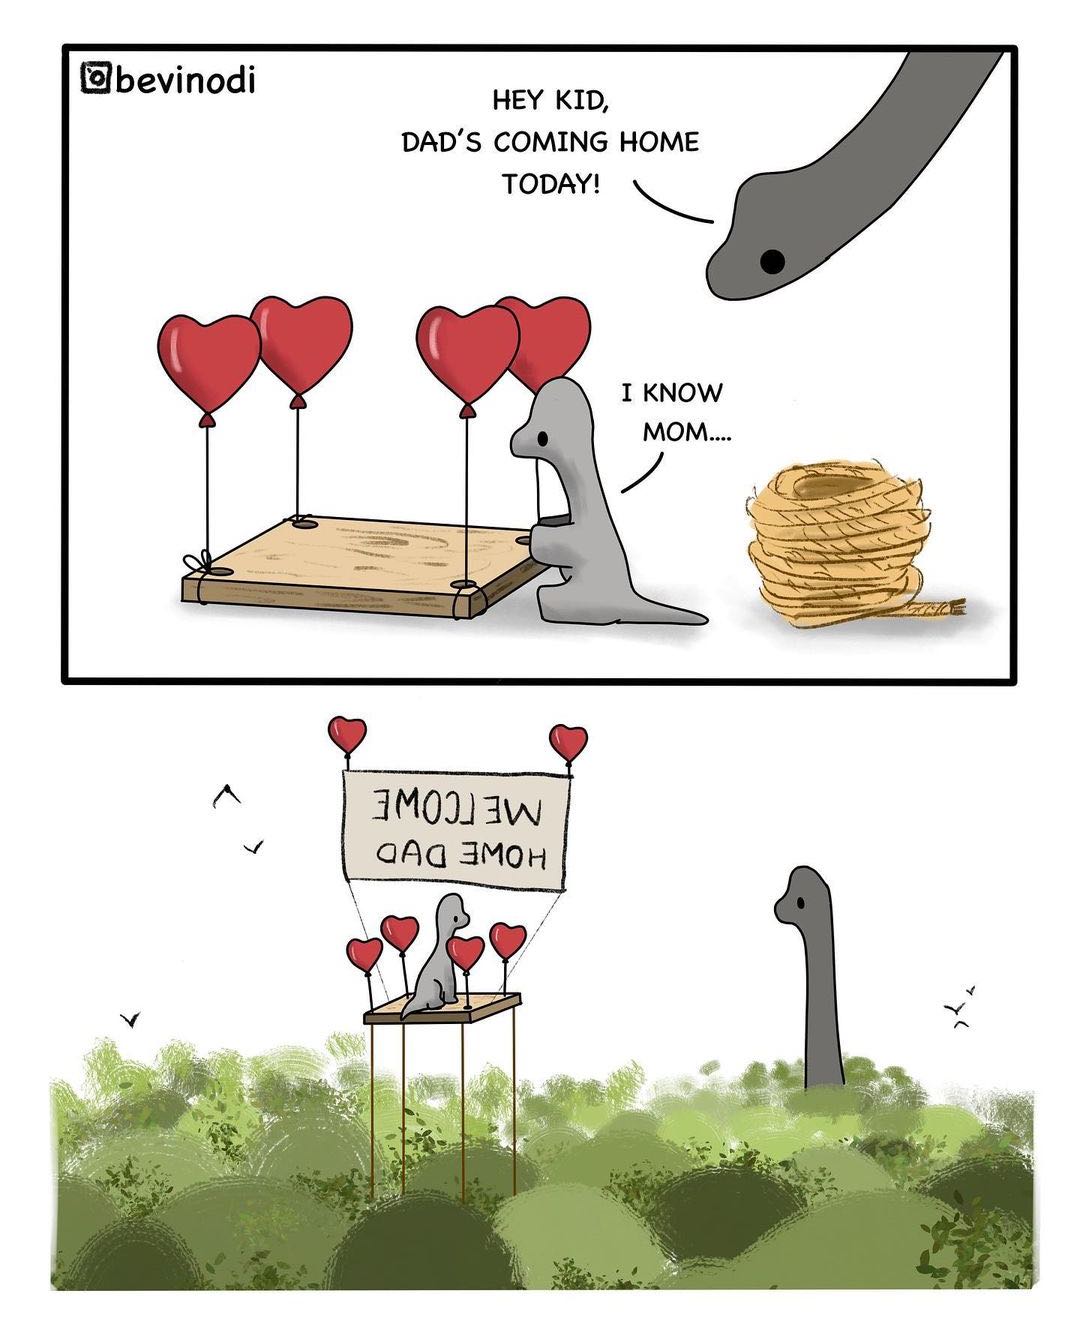 bevinodi
HEY KID,
DAD'S COMING HOME
TODAY!
I KNOW
MOM....
WELCOME
HOME DAD